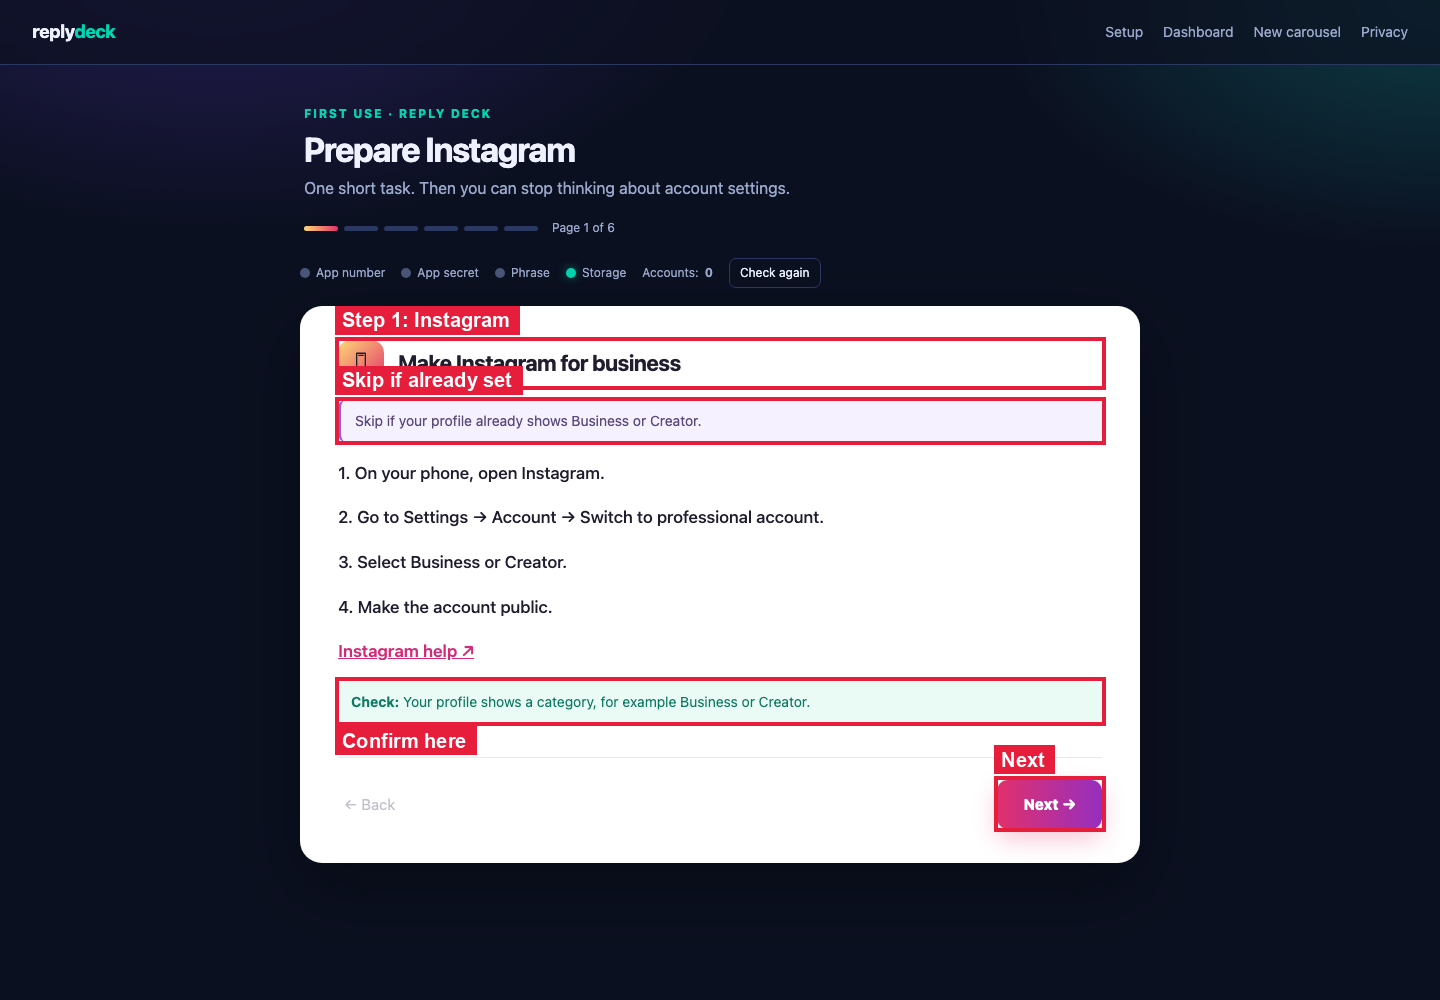 replydeck
Setup Dashboard New carousel Privacy
FIRST USE · REPLY DECK
Prepare Instagram
One short task. Then you can stop thinking about account settings.
Page 1 of 6
App number App secret Phrase Storage Accounts: 0 Check again
Step 1: Instagram
Make Instagram for business
Skip if already set
Skip if your profile already shows Business or Creator.
1. On your phone, open Instagram.
2. Go to Settings → Account → Switch to professional account.
3. Select Business or Creator.
4. Make the account public.
Instagram help ↗
Check: Your profile shows a category, for example Business or Creator.
Confirm here
Next
← Back
Next →